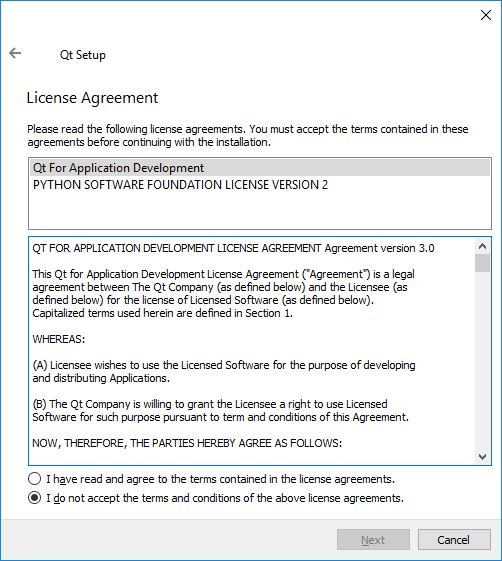 Qt Setup
License Agreement
Please read the following license agreements. You must accept the terms contained in these
agreements before continuing with the installation.
Qt For Application Development
PYTHON SOFTWARE FOUNDATION LICENSE VERSION 2
QT FOR APPLICATION DEVELOPMENT LICENSE AGREEMENT Agreement version 3.0
This Qt for Application Development License Agreement ("Agreement") is a legal
agreement between The Qt Company (as defined below) and the Licensee (as
defined below) for the license of Licensed Software (as defined below).
Capitalized terms used herein are defined in Section 1.
WHEREAS:
(A) Licensee wishes to use the Licensed Software for the purpose of developing
and distributing Applications.
(B) The Qt Company is willing to grant the Licensee a right to use Licensed
Software for such purpose pursuant to term and conditions of this Agreement.
NOW, THEREFORE, THE PARTIES HEREBY AGREE AS FOLLOWS:
I have read and agree to the terms contained in the license agreements.
I do not accept the terms and conditions of the above license agreements.
Next
Cancel